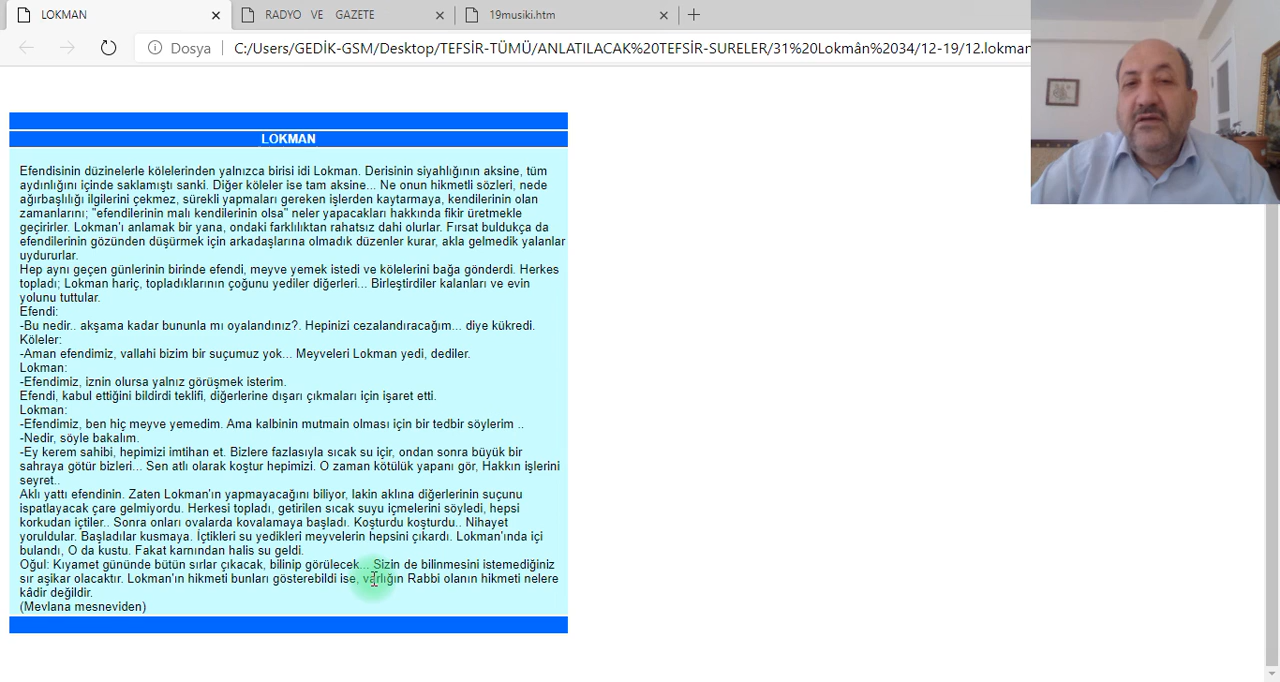 LOKMAN
RADYO VE GAZETE
19musiki.htm
Dosya
C:/Users/GEDİK-GSM/Desktop/TEFSİR-TÜMÜ/ANLATILACAK%20TEFSİR-SURELER/31%20Lokmân%2034/12-19/12.lokman
LOKMAN
Efendisinin düzinelerle kölelerinden yalnızca birisi idi Lokman. Derisinin siyahlığının aksine, tüm
aydınlığını içinde saklamıştı sanki. Diğer köleler ise tam aksine... Ne onun hikmetli sözleri, nede
ağırbaşlılığı ilgilerini çekmez, sürekli yapmaları gereken işlerden kaytarmaya, kendilerinin olan
zamanlarını; "efendilerinin malı kendilerinin olsa" neler yapacakları hakkında fikir üretmekle
geçirirler. Lokman'ı anlamak bir yana, ondaki farklılıktan rahatsız dahi olurlar. Fırsat buldukça da
efendilerinin gözünden düşürmek için arkadaşlarına olmadık düzenler kurar, akla gelmedik yalanlar
uydururlar.
Hep aynı geçen günlerinin birinde efendi, meyve yemek istedi ve kölelerini bağa gönderdi. Herkes
topladı; Lokman hariç, topladıklarının çoğunu yediler diğerleri... Birleştirdiler kalanları ve evin
yolunu tuttular.
Efendi:
-Bu nedir.. akşama kadar bununla mı oyalandınız?. Hepinizi cezalandıracağım... diye kükredi.
Köleler:
-Aman efendimiz, vallahi bizim bir suçumuz yok... Meyveleri Lokman yedi, dediler.
Lokman:
-Efendimiz, iznin olursa yalnız görüşmek isterim.
Efendi, kabul ettiğini bildirdi teklifi, diğerlerine dışarı çıkmaları için işaret etti.
Lokman:
-Efendimiz, ben hiç meyve yemedim. Ama kalbinin mutmain olması için bir tedbir söylerim ..
-Nedir, söyle bakalım.
-Ey kerem sahibi, hepimizi imtihan et. Bizlere fazlasıyla sıcak su içir, ondan sonra büyük bir
sahraya götür bizleri... Sen atlı olarak koştur hepimizi. O zaman kötülük yapanı gör, Hakkın işlerini
seyret..
Aklı yattı efendinin. Zaten Lokman'ın yapmayacağını biliyor, lakin aklına diğerlerinin suçunu
ispatlayacak çare gelmiyordu. Herkesi topladı, getirilen sıcak suyu içmelerini söyledi, hepsi
korkudan içtiler.. Sonra onları ovalarda kovalamaya başladı. Koşturdu koşturdu.. Nihayet
yoruldular. Başladılar kusmaya. İçtikleri su yedikleri meyvelerin hepsini çıkardı. Lokman'ında içi
bulandı, O da kustu. Fakat karnından halis su geldi.
Oğul: Kıyamet gününde bütün sırlar çıkacak, bilinip görülecek... Sizin de bilinmesini istemediğiniz
sır aşikar olacaktır. Lokman'ın hikmeti bunları gösterebildi ise, varlığın Rabbi olanın hikmeti nelere
kâdir değildir.
(Mevlana mesneviden)